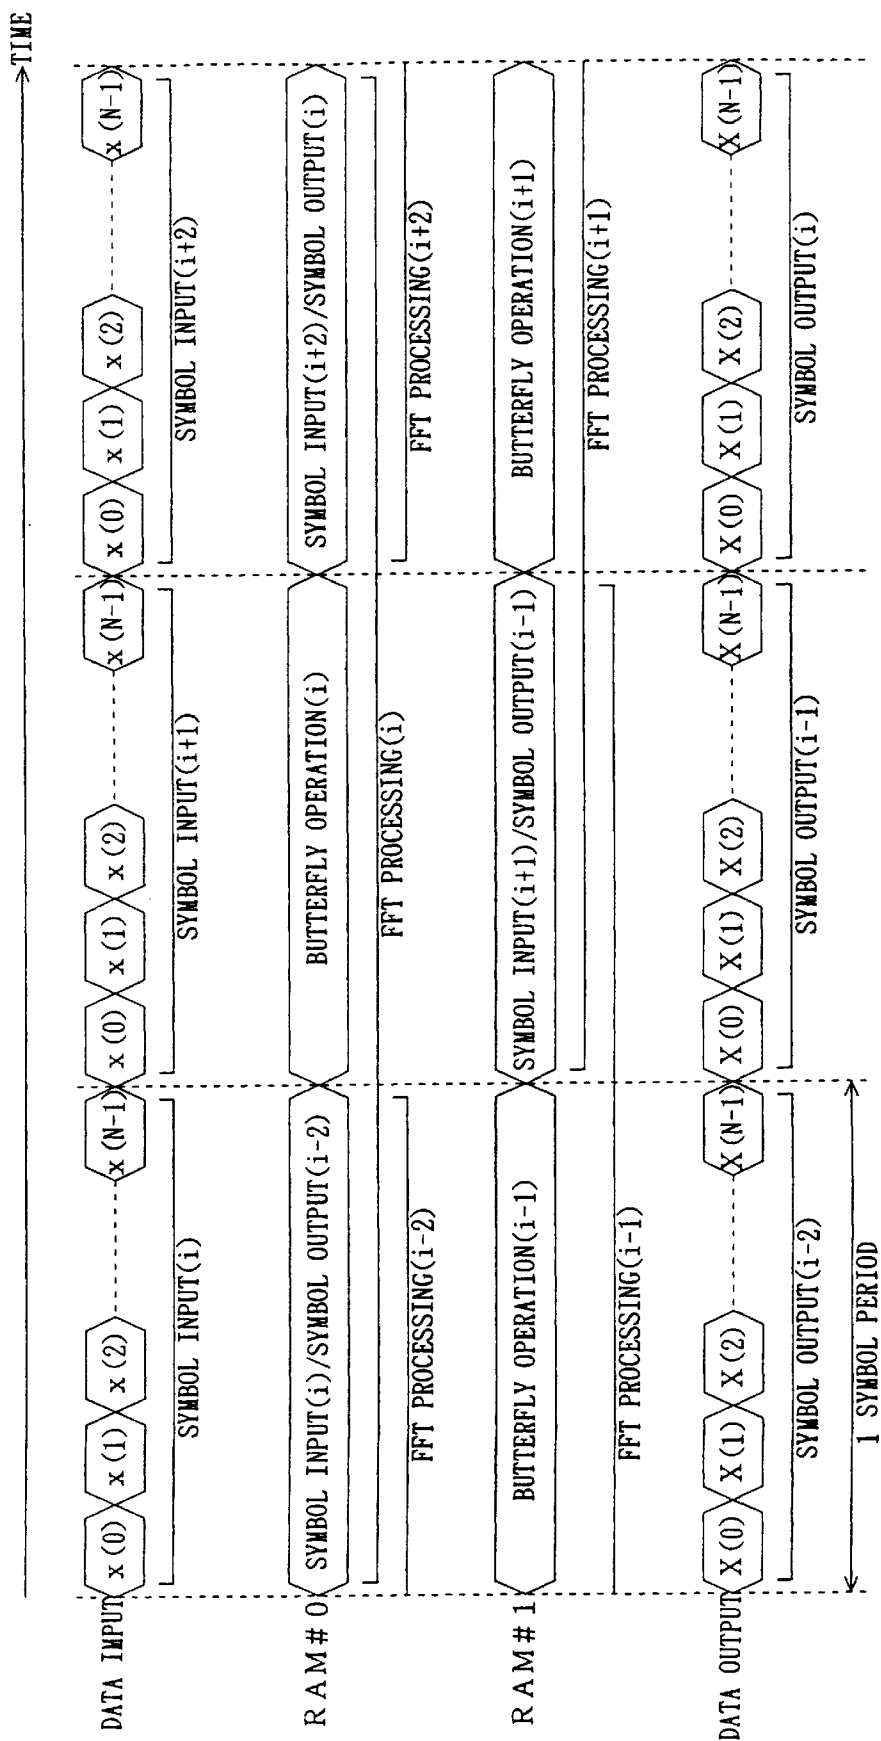 TIME
DATA IMPUT
x(0) x(1) x(2) x(N-1)
x(0) x(1) x(2) x(N-1)
x(0) x(1) x(2) x(N-1)
SYMBOL INPUT(i)
SYMBOL INPUT(i+1)
SYMBOL INPUT(i+2)
RAM#0
SYMBOL INPUT(i)/SYMBOL OUTPUT(i-2)
BUTTERFLY OPERATION(i)
SYMBOL INPUT(i+2)/SYMBOL OUTPUT(i)
FFT PROCESSING(i)
FFT PROCESSING(i-2)
FFT PROCESSING(i+2)
RAM#1
BUTTERFLY OPERATION(i-1)
SYMBOL INPUT(i+1)/SYMBOL OUTPUT(i-1)
BUTTERFLY OPERATION(i+1)
FFT PROCESSING(i+1)
FFT PROCESSING(i-1)
DATA OUTPUT
X(0) X(1) X(2) X(N-1)
X(0) X(1) X(2) X(N-1)
X(0) X(1) X(2) X(N-1)
SYMBOL OUTPUT(i-2)
SYMBOL OUTPUT(i-1)
SYMBOL OUTPUT(i)
1 SYMBOL PERIOD